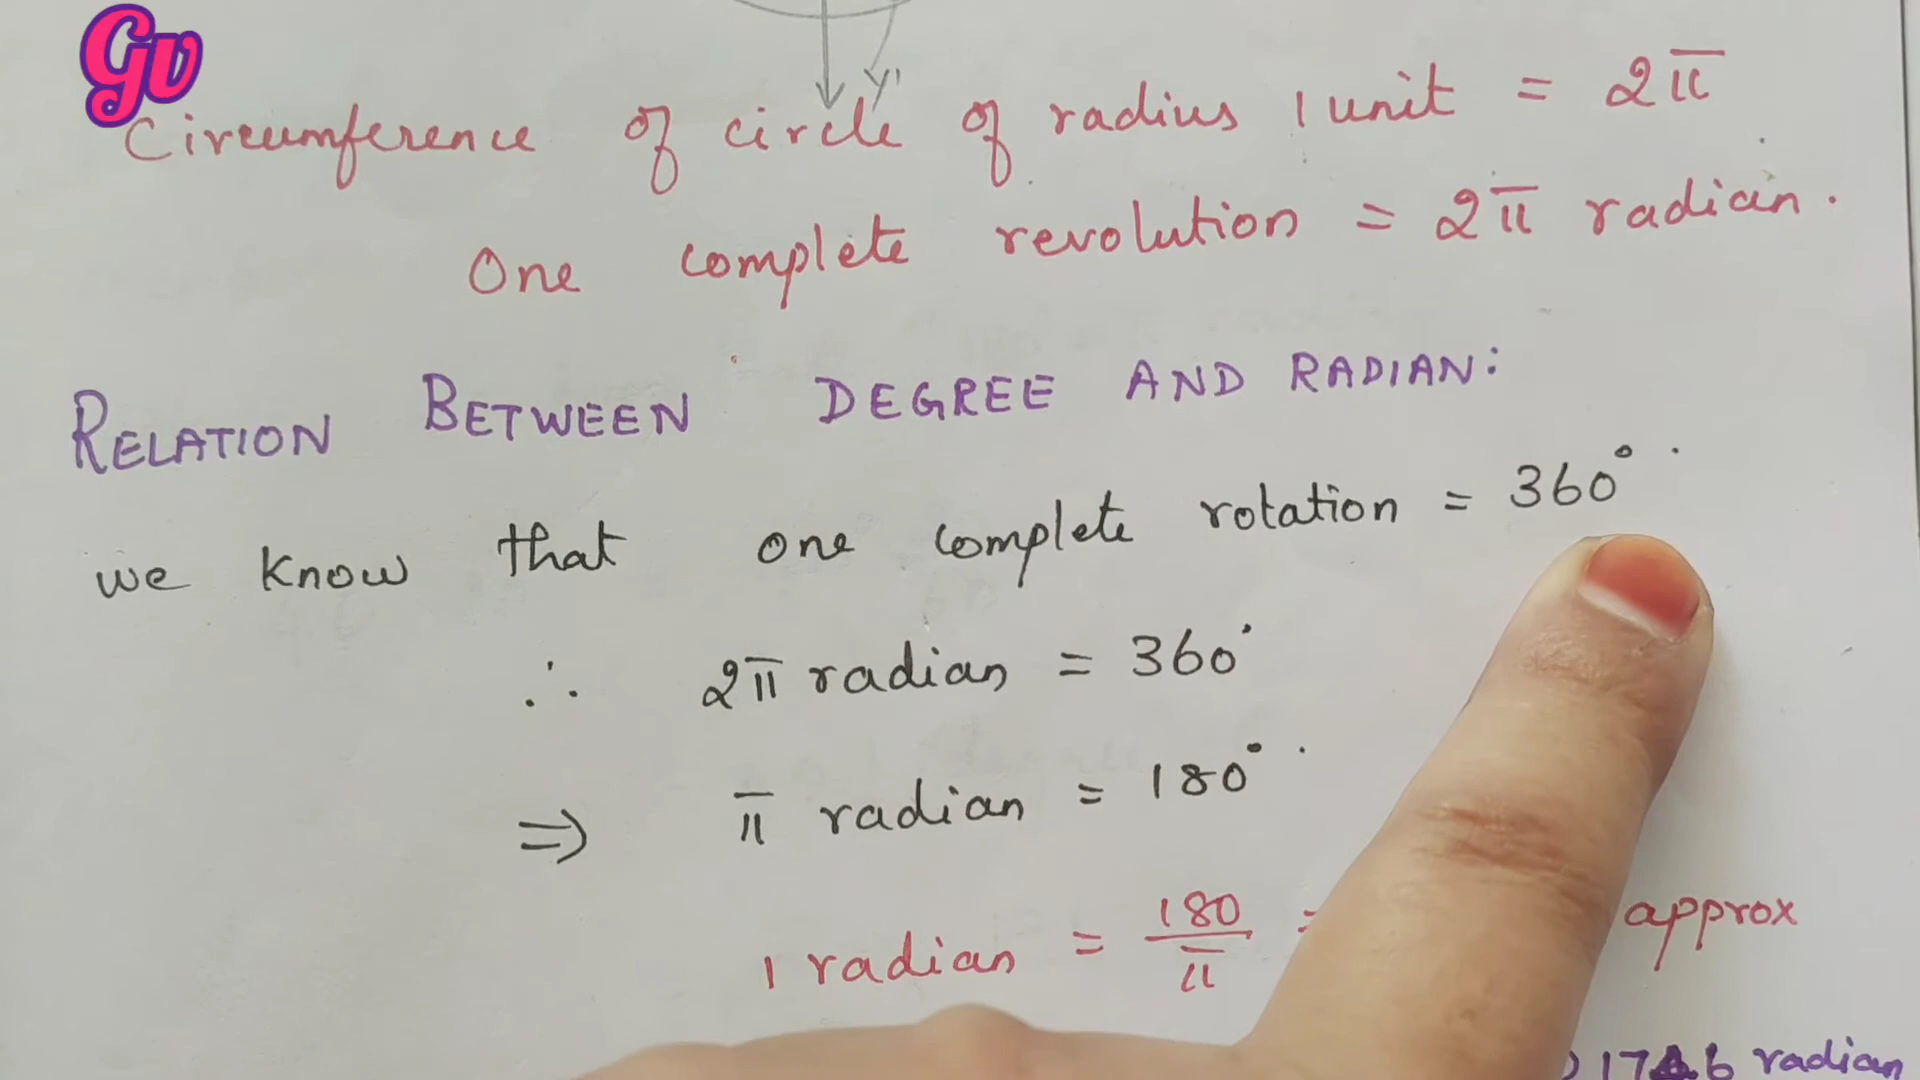 Gv
Y'
Circumference of circle of radius 1 unit = 2π
One complete revolution = 2π radian.
RELATION BETWEEN DEGREE AND RADIAN:
we know that one complete rotation = 360°.
∴ 2π radian = 360°
⇒ π radian = 180°.
1 radian = 180/π = approx
radian